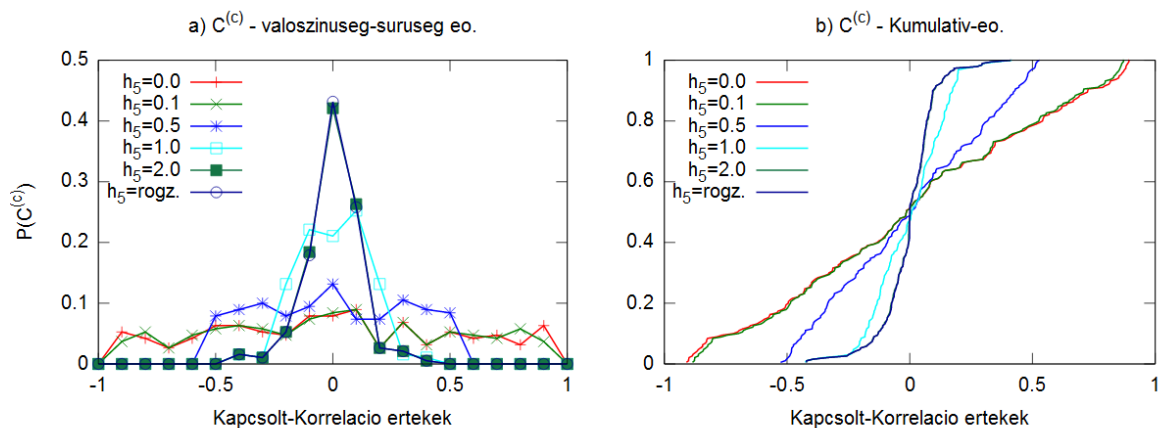 a) C^(c) - valoszinuseg-suruseg eo.
0.5
0.4
0.3
0.2
0.1
0
P(C^(c))
h5=0.0
h5=0.1
h5=0.5
h5=1.0
h5=2.0
h5=rogz.
-1 -0.5 0 0.5 1
Kapcsolt-Korrelacio ertekek
b) C^(c) - Kumulativ-eo.
1
0.8
0.6
0.4
0.2
0
h5=0.0
h5=0.1
h5=0.5
h5=1.0
h5=2.0
h5=rogz.
-1 -0.5 0 0.5 1
Kapcsolt-Korrelacio ertekek